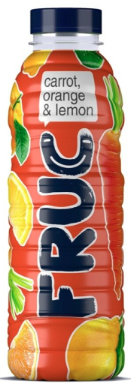 carrot,
orange
& lemon
FRUC